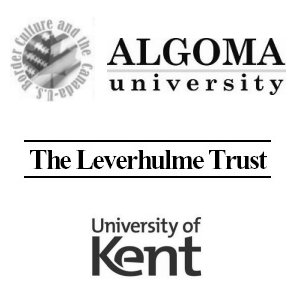 Border Culture and the
Canada-U.S.
ALGOMA
university
The Leverhulme Trust
University of
Kent